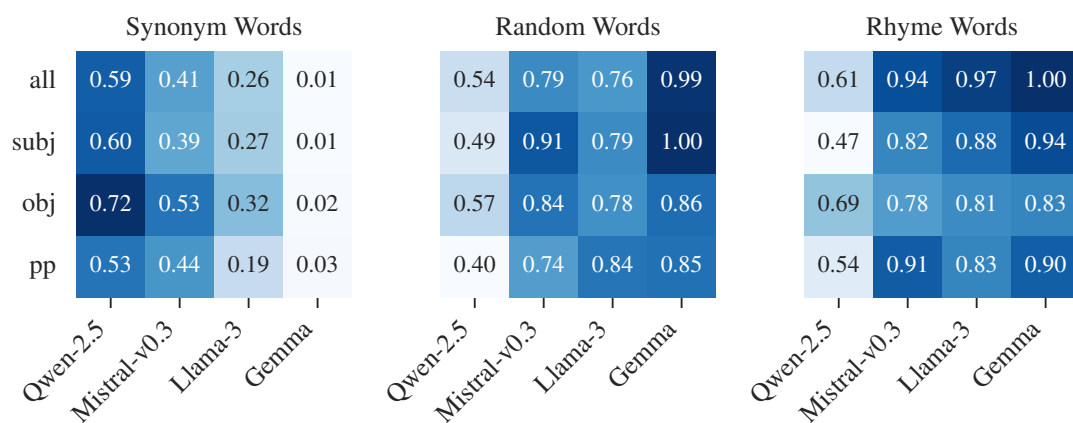 Synonym Words
Random Words
Rhyme Words
all 0.59 0.41 0.26 0.01 0.54 0.79 0.76 0.99 0.61 0.94 0.97 1.00
subj 0.60 0.39 0.27 0.01 0.49 0.91 0.79 1.00 0.47 0.82 0.88 0.94
obj 0.72 0.53 0.32 0.02 0.57 0.84 0.78 0.86 0.69 0.78 0.81 0.83
pp 0.53 0.44 0.19 0.03 0.40 0.74 0.84 0.85 0.54 0.91 0.83 0.90
Qwen-2.5
Mistral-v0.3
Llama-3
Gemma
Qwen-2.5
Mistral-v0.3
Llama-3
Gemma
Qwen-2.5
Mistral-v0.3
Llama-3
Gemma